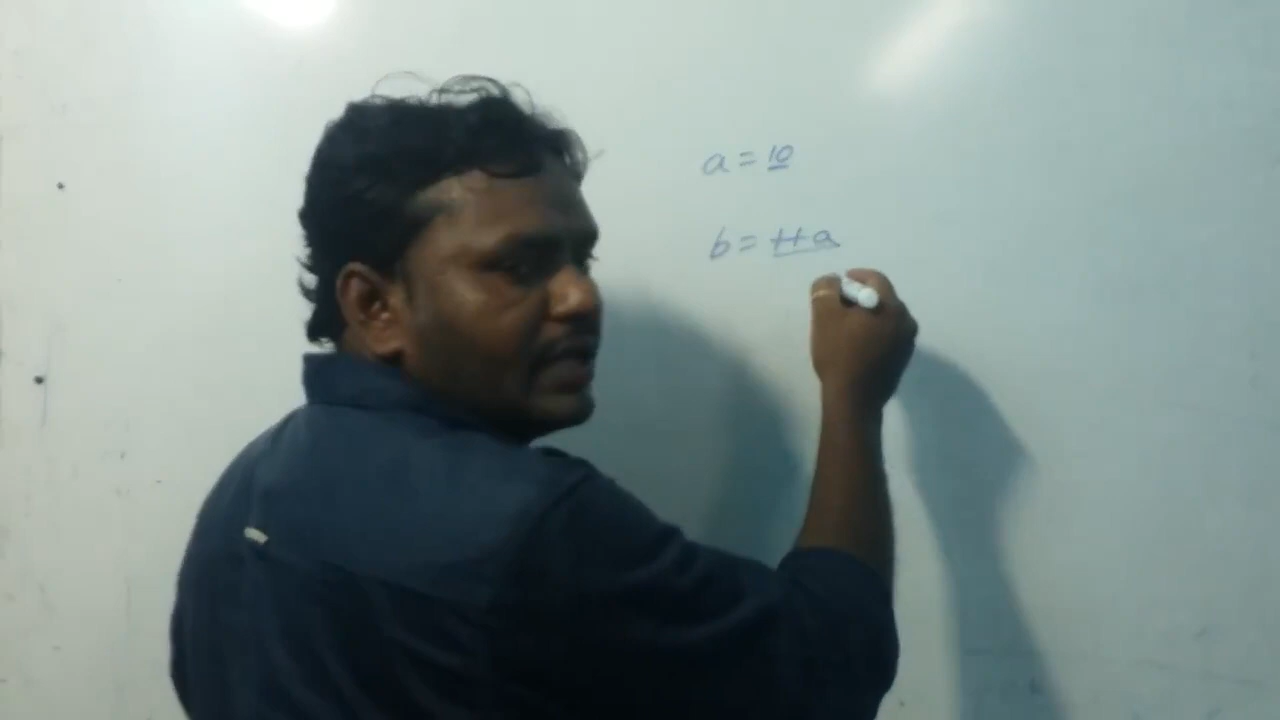 a = 10
b = ++a